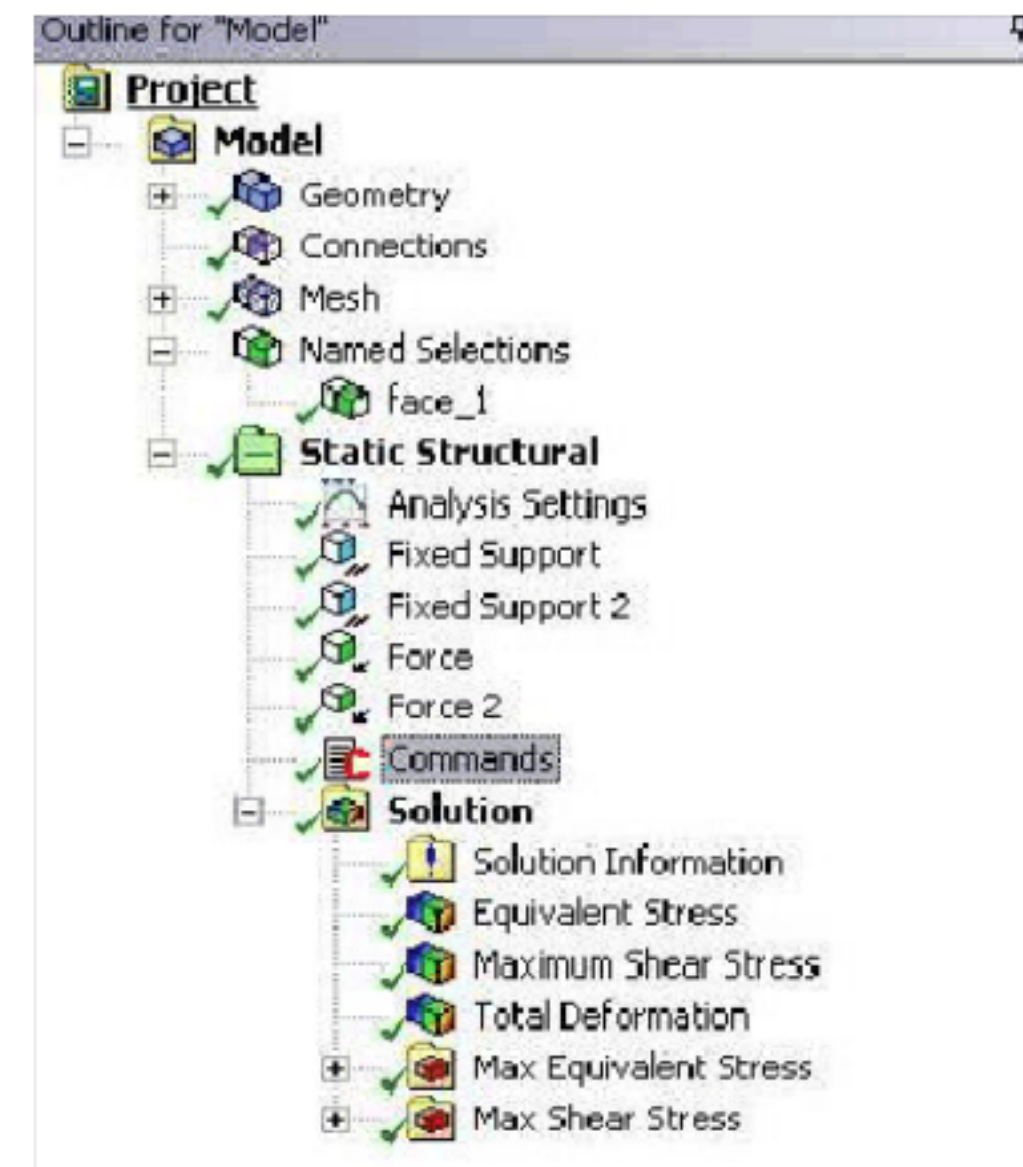 Outline for "Model"
Project
Model
Geometry
Connections
Mesh
Named Selections
face_1
Static Structural
Analysis Settings
Fixed Support
Fixed Support 2
Force
Force 2
Commands
Solution
Solution Information
Equivalent Stress
Maximum Shear Stress
Total Deformation
Max Equivalent Stress
Max Shear Stress